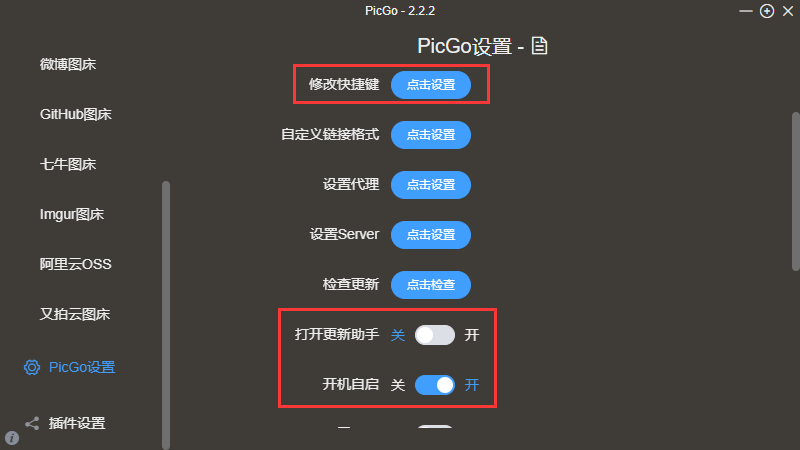 PicGo - 2.2.2
PicGo设置 -
微博图床
GitHub图床
七牛图床
Imgur图床
阿里云OSS
又拍云图床
PicGo设置
插件设置
修改快捷键 点击设置
自定义链接格式 点击设置
设置代理 点击设置
设置Server 点击设置
检查更新 点击检查
打开更新助手 关 开
开机自启 关 开